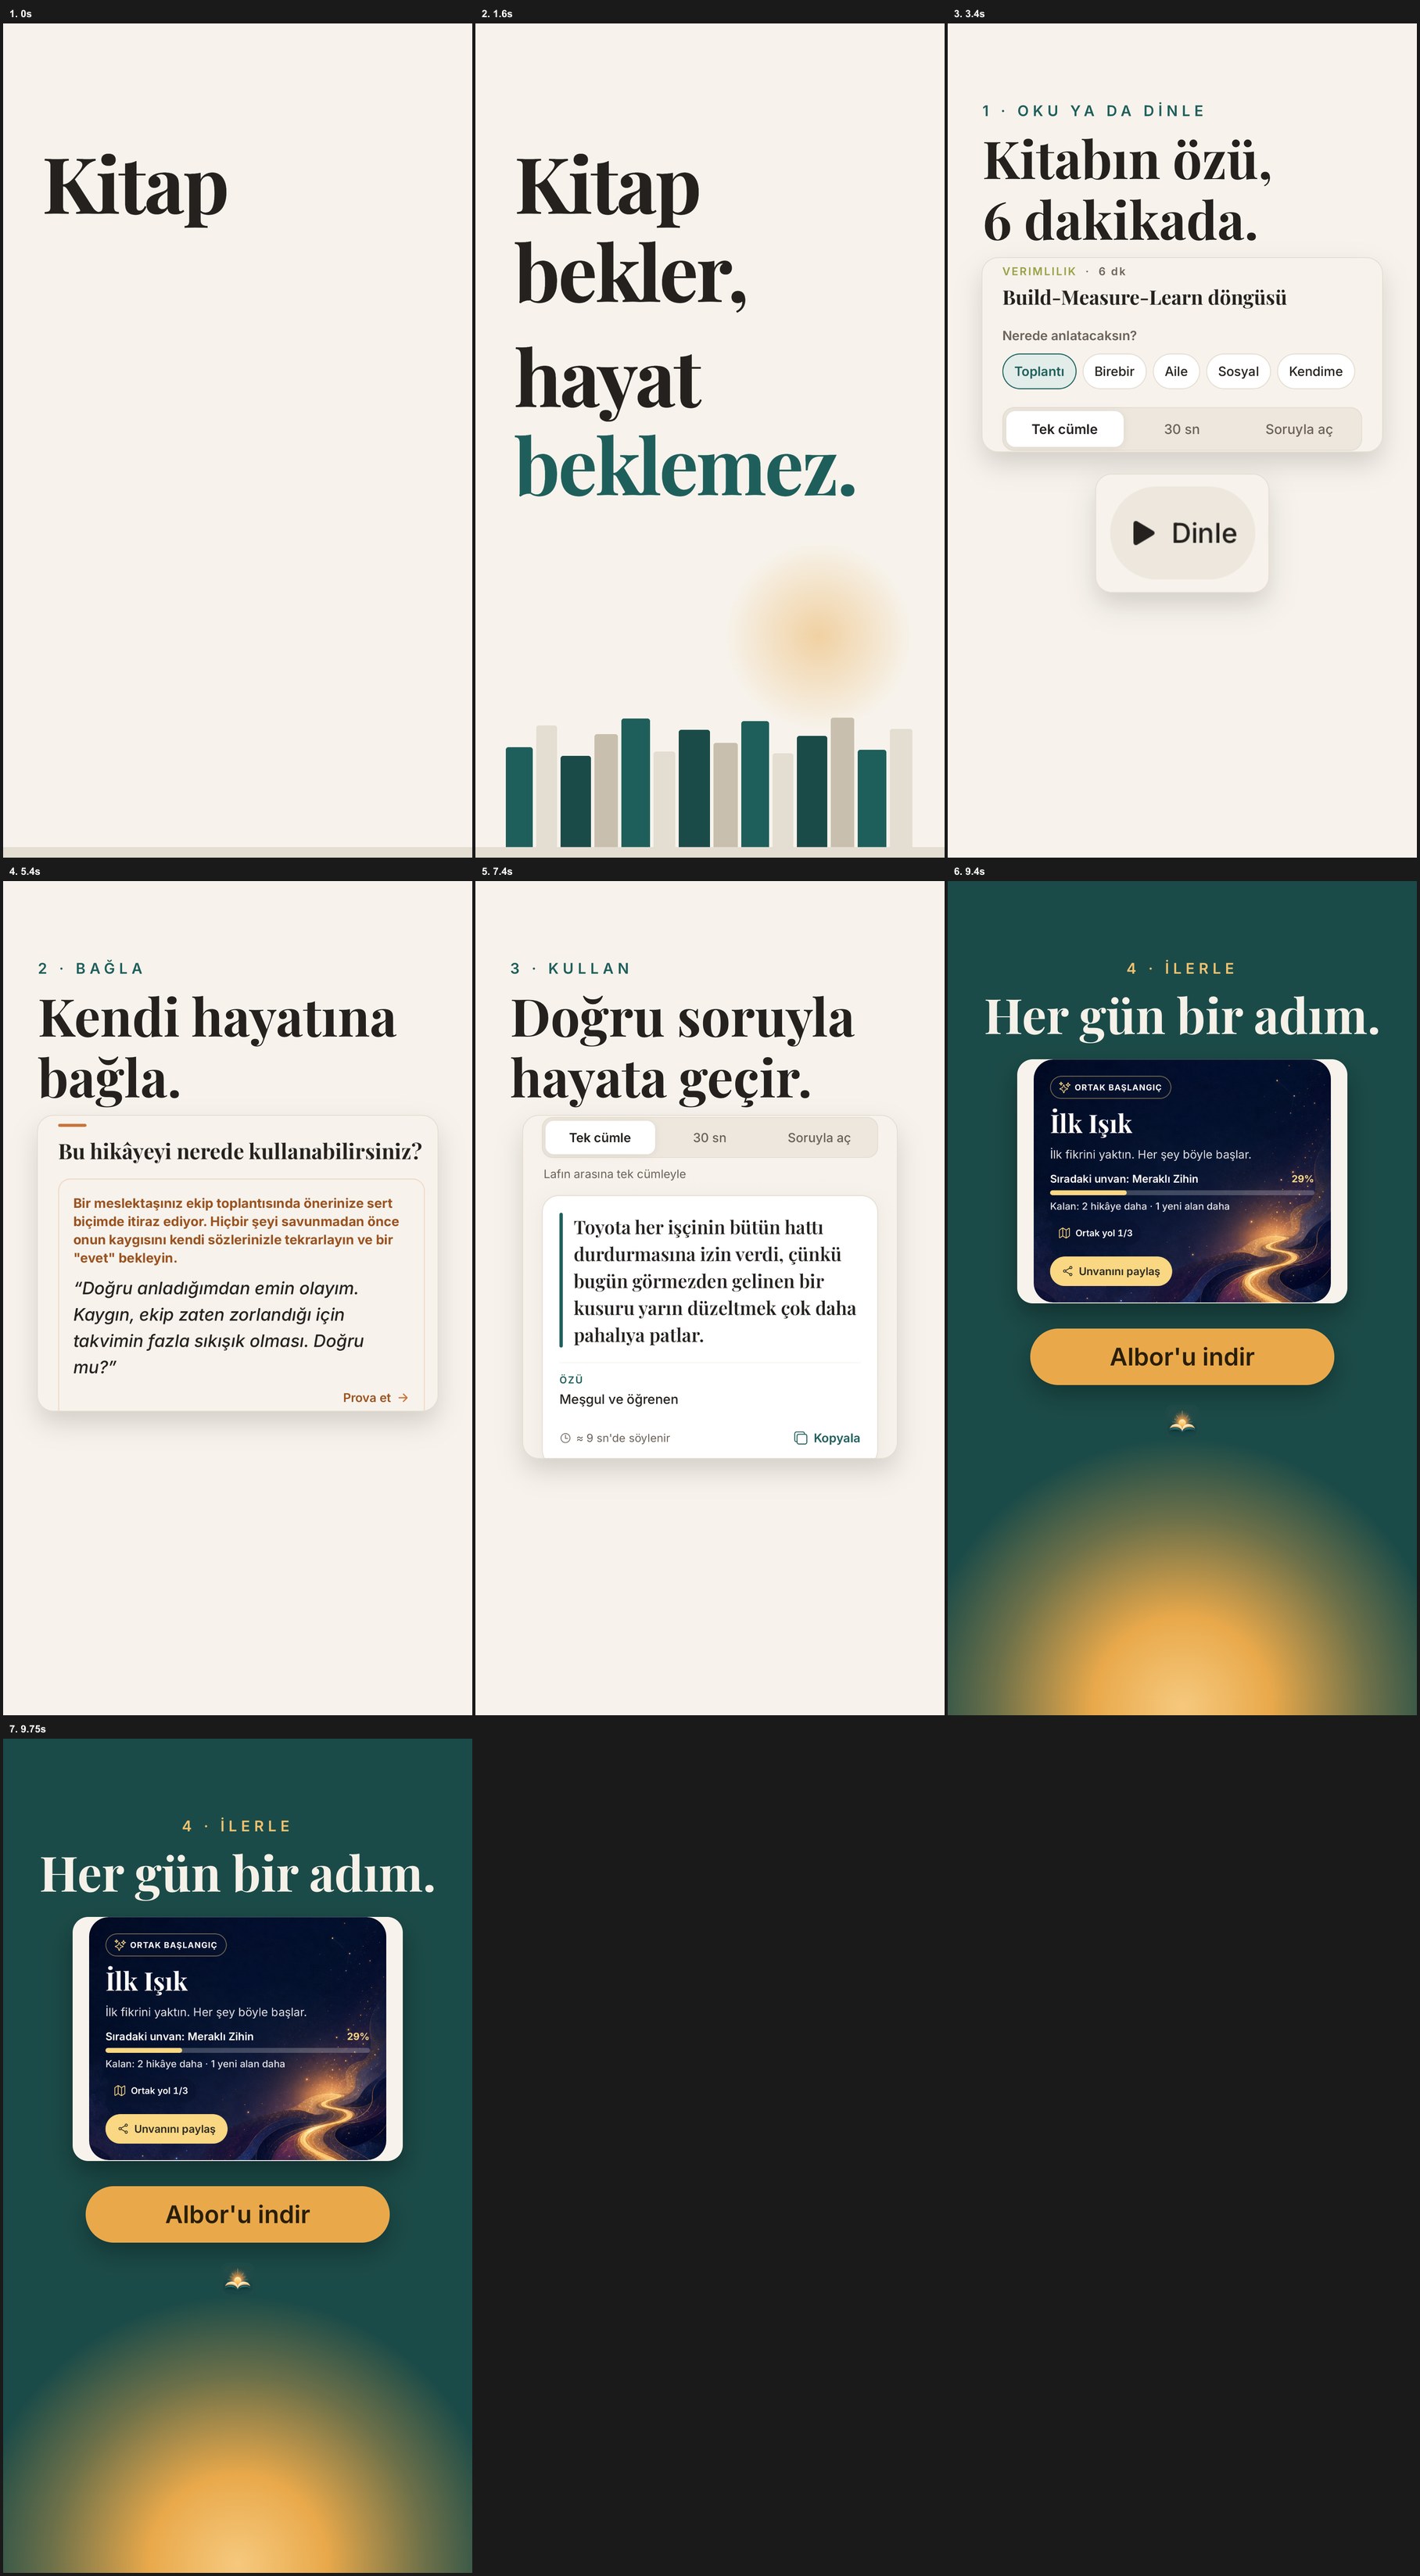 1. 0s
Kitap
2. 1.6s
Kitap
bekler,
hayat
beklemez.
3. 3.4s
1 · OKU YA DA DİNLE
Kitabın özü,
6 dakikada.
VERIMLILIK · 6 dk
Build-Measure-Learn döngüsü
Nerede anlatacaksın?
Toplantı Birebir Aile Sosyal Kendime
Tek cümle 30 sn Soruyla aç
Dinle
4. 5.4s
2 · BAĞLA
Kendi hayatına
bağla.
Bu hikâyeyi nerede kullanabilirsiniz?
Bir meslektaşınız ekip toplantısında önerinize sert
biçimde itiraz ediyor. Hiçbir şeyi savunmadan önce
onun kaygısını kendi sözlerinizle tekrarlayın ve bir
"evet" bekleyin.
“Doğru anladığımdan emin olayım.
Kaygın, ekip zaten zorlandığı için
takvimin fazla sıkışık olması. Doğru
mu?”
Prova et →
5. 7.4s
3 · KULLAN
Doğru soruyla
hayata geçir.
Tek cümle 30 sn Soruyla aç
Lafın arasına tek cümleyle
Toyota her işçinin bütün hattı
durdurmasına izin verdi, çünkü
bugün görmezden gelinen bir
kusuru yarın düzeltmek çok daha
pahalıya patlar.
ÖZÜ
Meşgul ve öğrenen
≈ 9 sn'de söylenir Kopyala
6. 9.4s
4 · İLERLE
Her gün bir adım.
ORTAK BAŞLANGIÇ
İlk Işık
İlk fikrini yaktın. Her şey böyle başlar.
Sıradaki unvan: Meraklı Zihin 29%
Kalan: 2 hikâye daha · 1 yeni alan daha
Ortak yol 1/3
Unvanını paylaş
Albor'u indir
7. 9.75s
4 · İLERLE
Her gün bir adım.
ORTAK BAŞLANGIÇ
İlk Işık
İlk fikrini yaktın. Her şey böyle başlar.
Sıradaki unvan: Meraklı Zihin 29%
Kalan: 2 hikâye daha · 1 yeni alan daha
Ortak yol 1/3
Unvanını paylaş
Albor'u indir